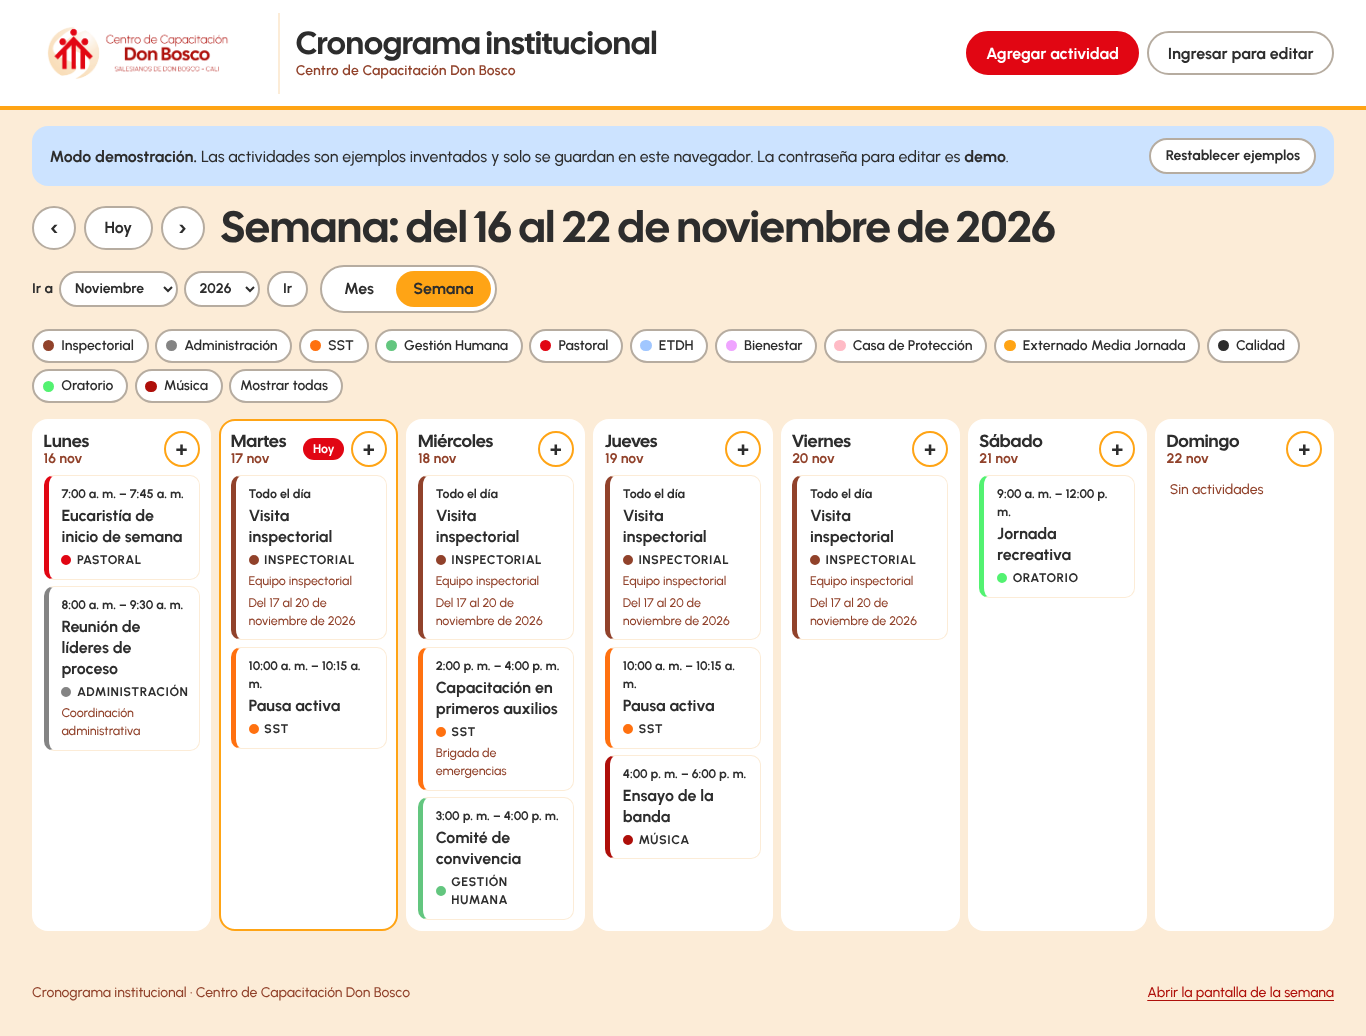 Centro de Capacitación
Don Bosco
SALESIANOS DE DON BOSCO - CALI
Cronograma institucional
Centro de Capacitación Don Bosco
Agregar actividad
Ingresar para editar
Modo demostración. Las actividades son ejemplos inventados y solo se guardan en este navegador. La contraseña para editar es demo.
Restablecer ejemplos
‹
Hoy
›
Semana: del 16 al 22 de noviembre de 2026
Ir a
Noviembre
2026
Ir
Mes
Semana
Inspectorial
Administración
SST
Gestión Humana
Pastoral
ETDH
Bienestar
Casa de Protección
Externado Media Jornada
Calidad
Oratorio
Música
Mostrar todas
Lunes
16 nov
+
7:00 a. m. – 7:45 a. m.
Eucaristía de
inicio de semana
PASTORAL
8:00 a. m. – 9:30 a. m.
Reunión de
líderes de
proceso
ADMINISTRACIÓN
Coordinación
administrativa
Martes
17 nov
Hoy
+
Todo el día
Visita
inspectorial
INSPECTORIAL
Equipo inspectorial
Del 17 al 20 de
noviembre de 2026
10:00 a. m. – 10:15 a.
m.
Pausa activa
SST
Miércoles
18 nov
+
Todo el día
Visita
inspectorial
INSPECTORIAL
Equipo inspectorial
Del 17 al 20 de
noviembre de 2026
2:00 p. m. – 4:00 p. m.
Capacitación en
primeros auxilios
SST
Brigada de
emergencias
3:00 p. m. – 4:00 p. m.
Comité de
convivencia
GESTIÓN
HUMANA
Jueves
19 nov
+
Todo el día
Visita
inspectorial
INSPECTORIAL
Equipo inspectorial
Del 17 al 20 de
noviembre de 2026
10:00 a. m. – 10:15 a.
m.
Pausa activa
SST
4:00 p. m. – 6:00 p. m.
Ensayo de la
banda
MÚSICA
Viernes
20 nov
+
Todo el día
Visita
inspectorial
INSPECTORIAL
Equipo inspectorial
Del 17 al 20 de
noviembre de 2026
Sábado
21 nov
+
9:00 a. m. – 12:00 p.
m.
Jornada
recreativa
ORATORIO
Domingo
22 nov
+
Sin actividades
Cronograma institucional · Centro de Capacitación Don Bosco
Abrir la pantalla de la semana